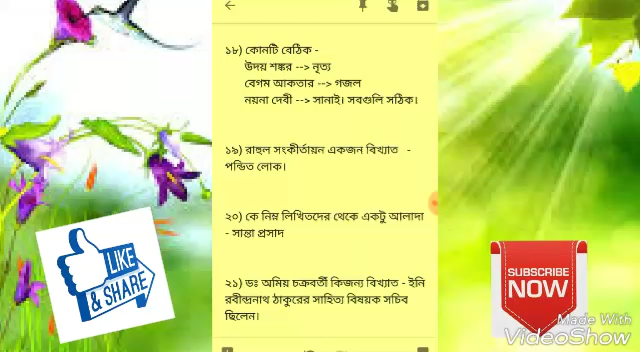 ১৮) কোনটি বেঠিক -
উদয় শঙ্কর --> নৃত্য
বেগম আকতার --> গজল
নয়না দেবী --> সানাই। সবগুলি সঠিক।
১৯) রাহুল সংকীর্তায়ন একজন বিখ্যাত -
পন্ডিত লোক।
২০) কে নিম্ন লিখিতদের থেকে একটু আলাদা
- সান্তা প্রসাদ
২১) ডঃ অমিয় চক্রবর্তী কিজন্য বিখ্যাত - ইনি
রবীন্দ্রনাথ ঠাকুরের সাহিত্য বিষয়ক সচিব
ছিলেন।
LIKE
& SHARE
SUBSCRIBE
NOW
Made With
VideoShow